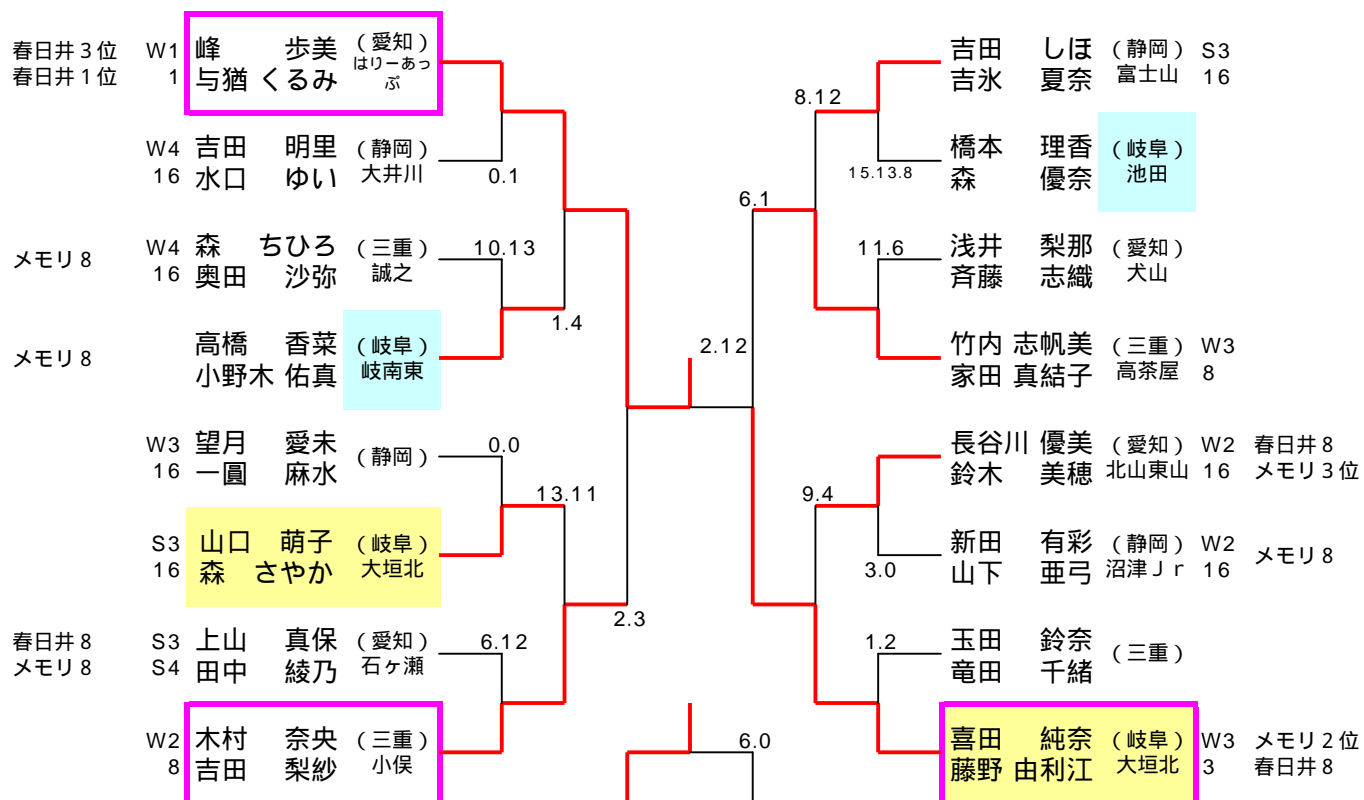 春日井３位 W1 峰 歩美 (愛知)
春日井１位 1 与猶 くるみ はりーあっぷ
W4 吉田 明里 (静岡)
16 水口 ゆい 大井川
0.1
メモリ８ W4 森 ちひろ (三重)
16 奥田 沙弥 誠之
10.13
メモリ８ 高橋 香菜 (岐阜)
小野木 佑真 岐南東
1.4
W3 望月 愛未 (静岡)
16 一圓 麻水
0.0
13.11
S3 山口 萌子 (岐阜)
16 森 さやか 大垣北
2.3
春日井８ S3 上山 真保 (愛知)
メモリ８ S4 田中 綾乃 石ヶ瀬
6.12
W2 木村 奈央 (三重)
8 吉田 梨紗 小俣
2.12
6.0
吉田 しほ (静岡) S3
吉氷 夏奈 富士山 16
8.12
橋本 理香 (岐阜)
森 優奈 池田
15.13.8
6.1
浅井 梨那 (愛知)
斉藤 志織 犬山
11.6
竹内 志帆美 (三重) W3
家田 真結子 高茶屋 8
長谷川 優美 (愛知) W2 春日井８
鈴木 美穂 北山東山 16 メモリ３位
9.4
新田 有彩 (静岡) W2 メモリ８
山下 亜弓 沼津Ｊｒ 16
3.0
玉田 鈴奈 (三重)
竜田 千緒
1.2
喜田 純奈 (岐阜) W3 メモリ２位
藤野 由利江 大垣北 3 春日井８